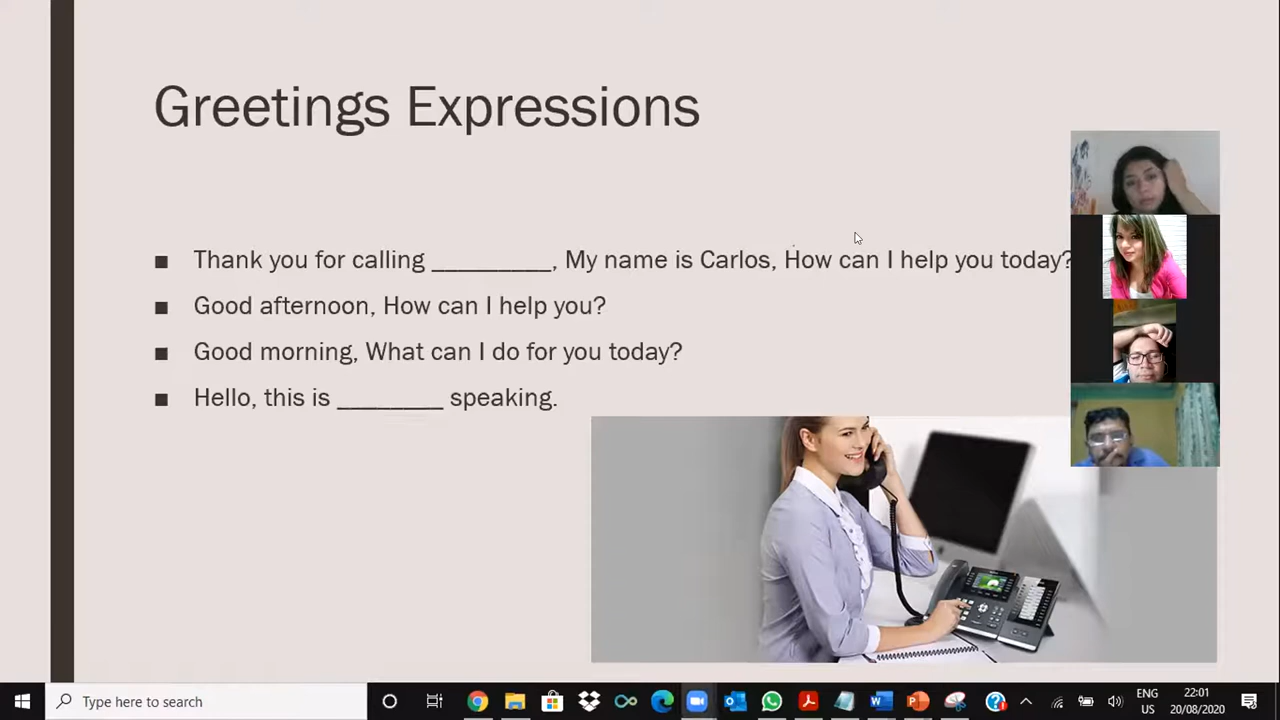 Greetings Expressions
■ Thank you for calling __________, My name is Carlos, How can I help you today?
■ Good afternoon, How can I help you?
■ Good morning, What can I do for you today?
■ Hello, this is _________ speaking.
Type here to search
ENG
US
22:01
20/08/2020